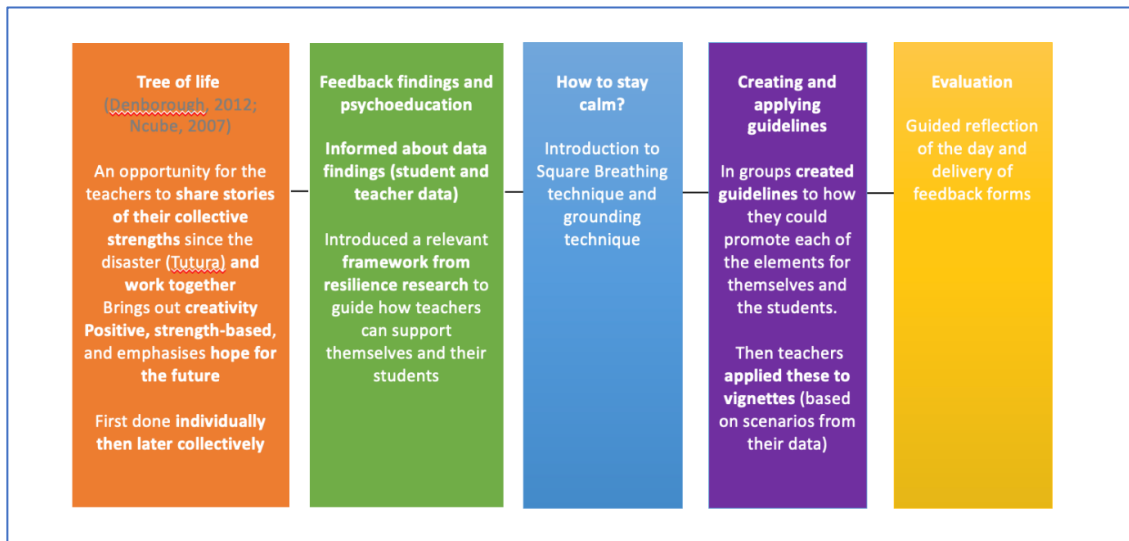 Tree of life
(Denborough, 2012;
Ncube, 2007)
An opportunity for the
teachers to share stories
of their collective
strengths since the
disaster (Tutura) and
work together
Brings out creativity
Positive, strength-based,
and emphasises hope for
the future
First done individually
then later collectively
Feedback findings and
psychoeducation
Informed about data
findings (student and
teacher data)
Introduced a relevant
framework from
resilience research to
guide how teachers
can support
themselves and their
students
How to stay
calm?
Introduction to
Square Breathing
technique and
grounding
technique
Creating and
applying
guidelines
In groups created
guidelines to how
they could
promote each of
the elements for
themselves and
the students.
Then teachers
applied these to
vignettes (based
on scenarios from
their data)
Evaluation
Guided reflection
of the day and
delivery of
feedback forms